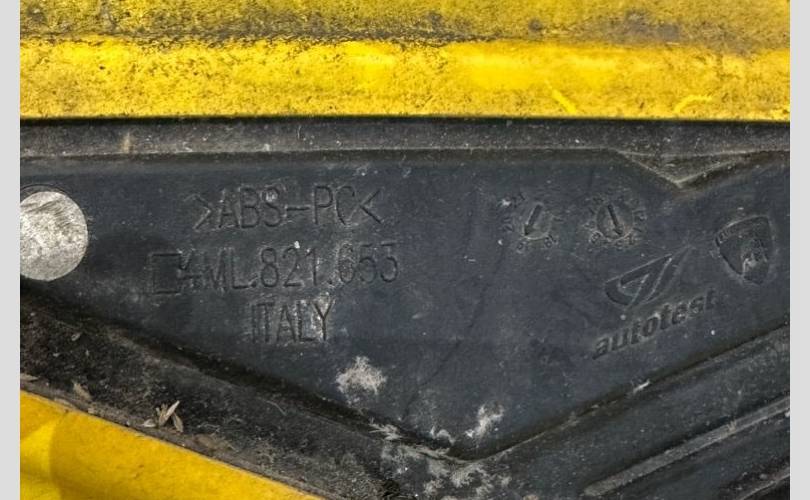 >ABS-PC<
4ML.821.653
ITALY
autotest